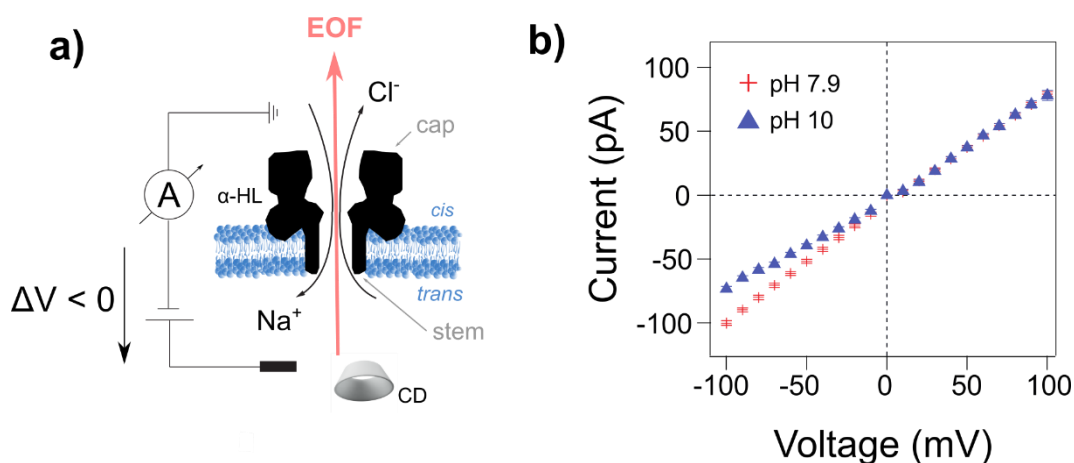 a)
EOF
Cl⁻
cap
A
α-HL
cis
trans
ΔV < 0
Na⁺
stem
CD
b)
pH 7.9
pH 10
Current (pA)
100
50
0
-50
-100
-100 -50 0 50 100
Voltage (mV)